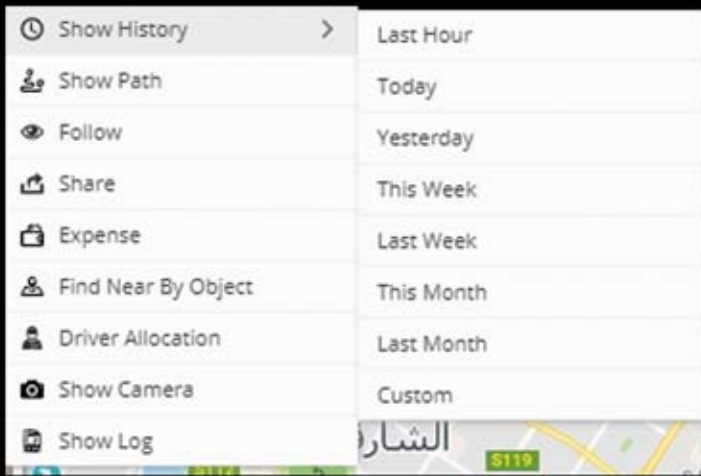 Show History
Show Path
Follow
Share
Expense
Find Near By Object
Driver Allocation
Show Camera
Show Log
Last Hour
Today
Yesterday
This Week
Last Week
This Month
Last Month
Custom
الشارق
S119